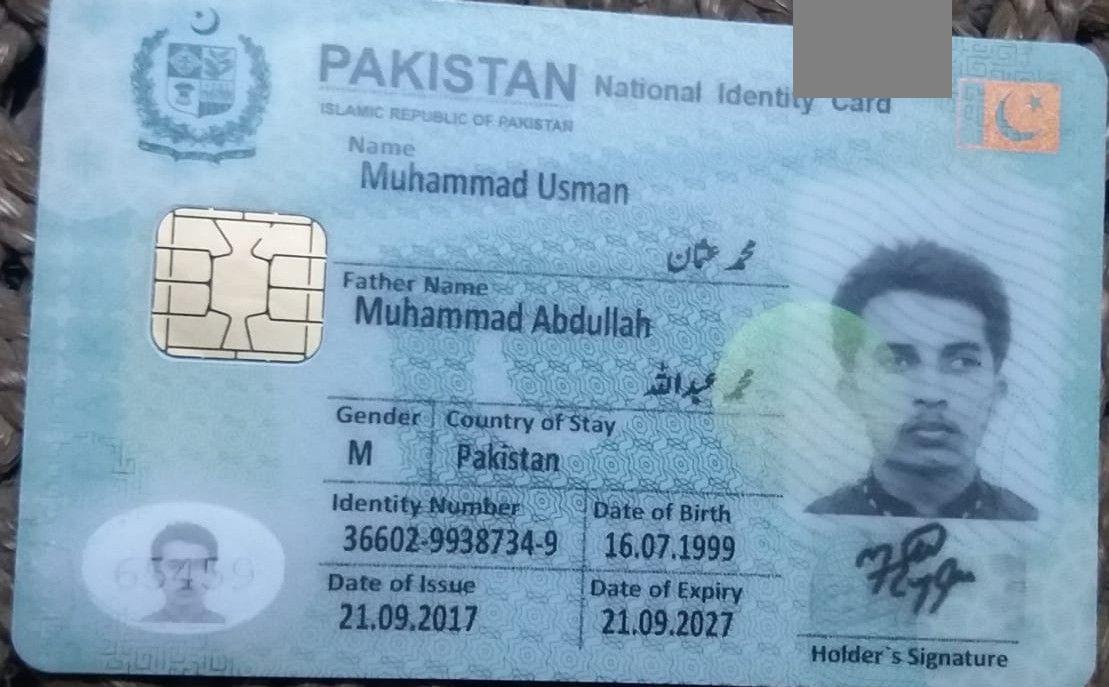 PAKISTAN National Identity Card
ISLAMIC REPUBLIC OF PAKISTAN
Name
Muhammad Usman
محمد عثمان
Father Name
Muhammad Abdullah
محمد عبداللہ
Gender Country of Stay
M Pakistan
Identity Number Date of Birth
36602-9938734-9 16.07.1999
Date of Issue Date of Expiry
21.09.2017 21.09.2027
Holder`s Signature